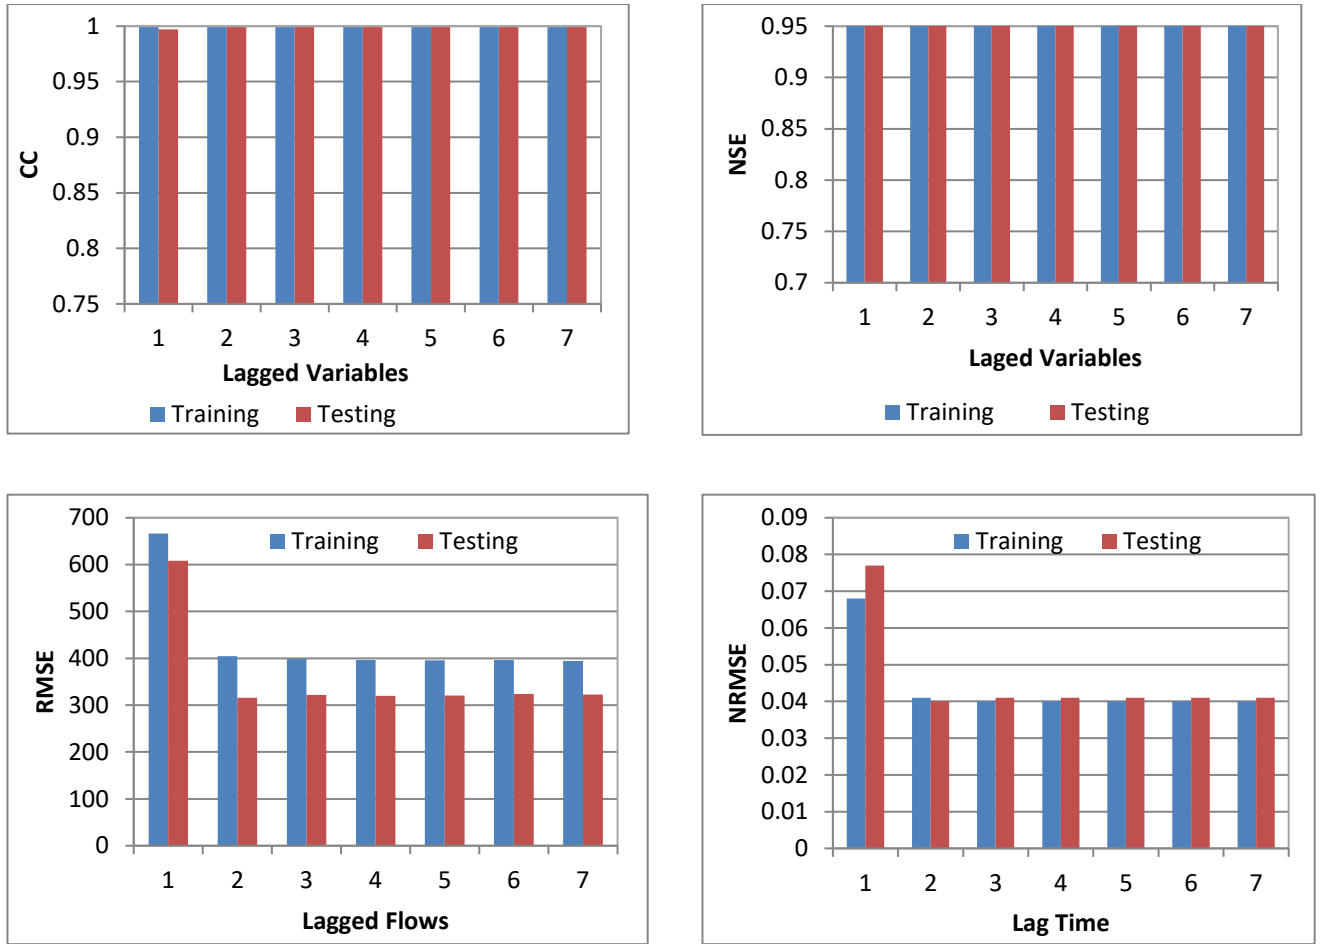 CC
1
0.95
0.9
0.85
0.8
0.75
1 2 3 4 5 6 7
Lagged Variables
Training Testing
NSE
0.95
0.9
0.85
0.8
0.75
0.7
1 2 3 4 5 6 7
Laged Variables
Training Testing
RMSE
700
600
500
400
300
200
100
0
Training Testing
1 2 3 4 5 6 7
Lagged Flows
NRMSE
0.09
0.08
0.07
0.06
0.05
0.04
0.03
0.02
0.01
0
Training Testing
1 2 3 4 5 6 7
Lag Time